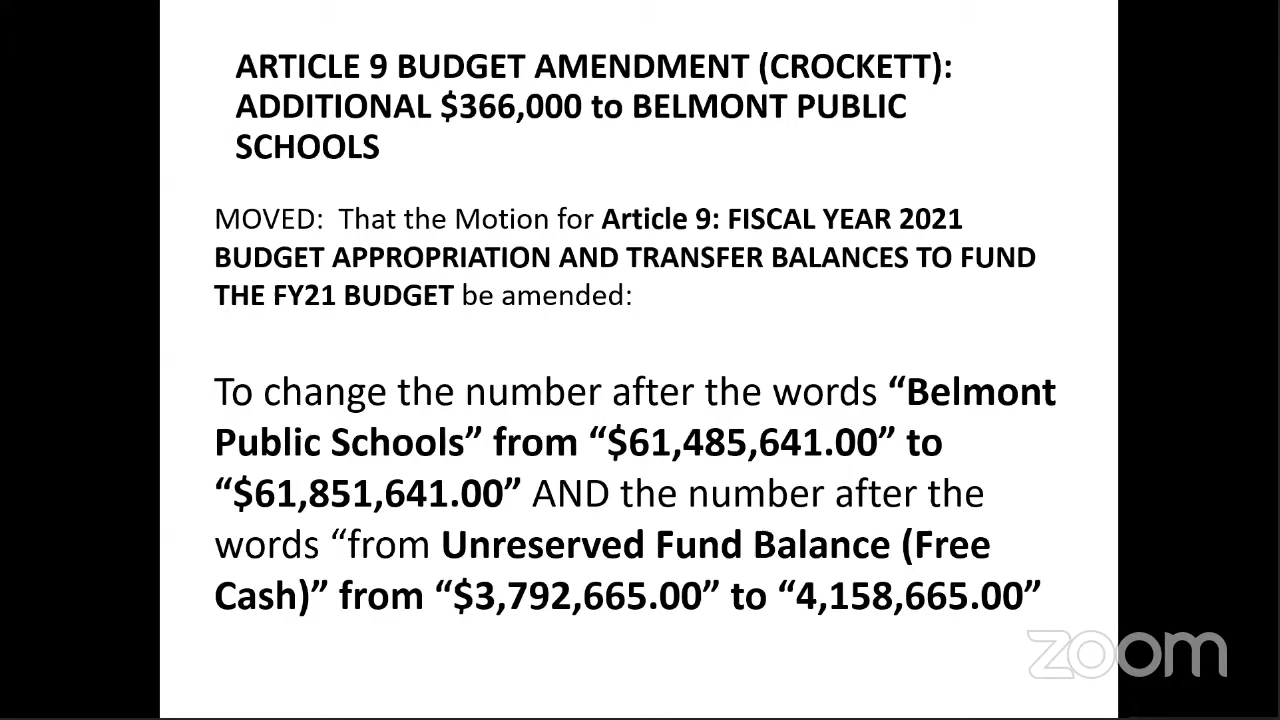 ARTICLE 9 BUDGET AMENDMENT (CROCKETT):
ADDITIONAL $366,000 to BELMONT PUBLIC
SCHOOLS
MOVED:  That the Motion for Article 9: FISCAL YEAR 2021
BUDGET APPROPRIATION AND TRANSFER BALANCES TO FUND
THE FY21 BUDGET be amended:
To change the number after the words “Belmont
Public Schools” from “$61,485,641.00” to
“$61,851,641.00” AND the number after the
words “from Unreserved Fund Balance (Free
Cash)” from “$3,792,665.00” to “4,158,665.00”
zoom